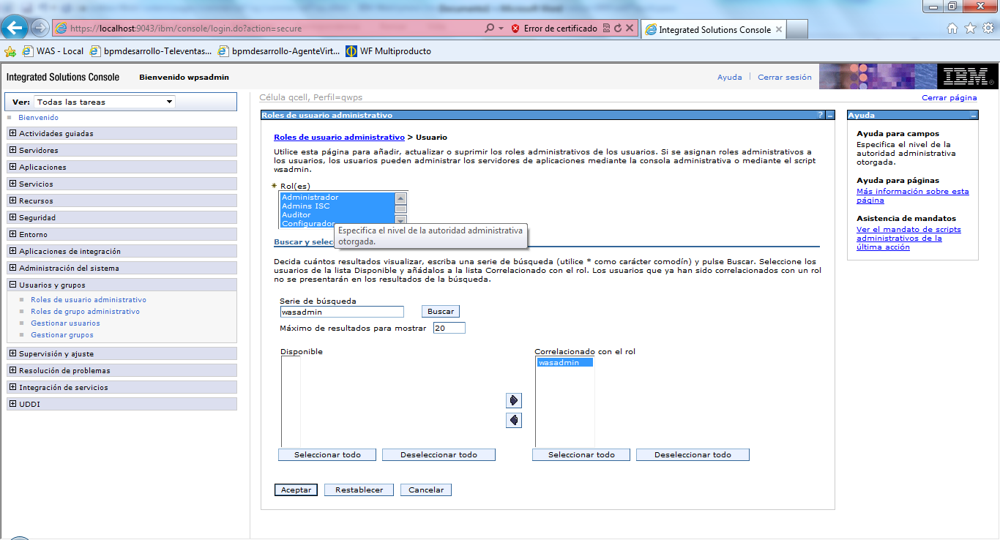 Documento2 - Microsoft Word
https://localhost:9043/ibm/console/login.do?action=secure
Error de certificado
Integrated Solutions Console
WAS - Local
bpmdesarrollo-Televentas...
bpmdesarrollo-AgenteVirt...
WF Multiproducto
Integrated Solutions Console
Bienvenido wpsadmin
Ayuda
Cerrar sesión
IBM
Ver: Todas las tareas
Bienvenido
Actividades guiadas
Servidores
Aplicaciones
Servicios
Recursos
Seguridad
Entorno
Aplicaciones de integración
Administración del sistema
Usuarios y grupos
Roles de usuario administrativo
Roles de grupo administrativo
Gestionar usuarios
Gestionar grupos
Supervisión y ajuste
Resolución de problemas
Integración de servicios
UDDI
Célula qcell, Perfil=qwps
Cerrar página
Roles de usuario administrativo
?
Roles de usuario administrativo > Usuario
Utilice esta página para añadir, actualizar o suprimir los roles administrativos de los usuarios. Si se asignan roles administrativos a
los usuarios, los usuarios pueden administrar los servidores de aplicaciones mediante la consola administrativa o mediante el script
wsadmin.
* Rol(es)
Administrador
Admins ISC
Auditor
Configurador
Especifica el nivel de la autoridad administrativa
otorgada.
Buscar y selec
Decida cuántos resultados visualizar, escriba una serie de búsqueda (utilice * como carácter comodín) y pulse Buscar. Seleccione los
usuarios de la lista Disponible y añádalos a la lista Correlacionado con el rol. Los usuarios que ya han sido correlacionados con un rol
no se presentarán en los resultados de la búsqueda.
Serie de búsqueda
wasadmin
Buscar
Máximo de resultados para mostrar 20
Disponible
Correlacionado con el rol
wasadmin
Seleccionar todo
Deseleccionar todo
Seleccionar todo
Deseleccionar todo
Aceptar
Restablecer
Cancelar
Ayuda
Ayuda para campos
Especifica el nivel de la
autoridad administrativa
otorgada.
Ayuda para páginas
Más información sobre esta
página
Asistencia de mandatos
Ver el mandato de scripts
administrativos de la
última acción